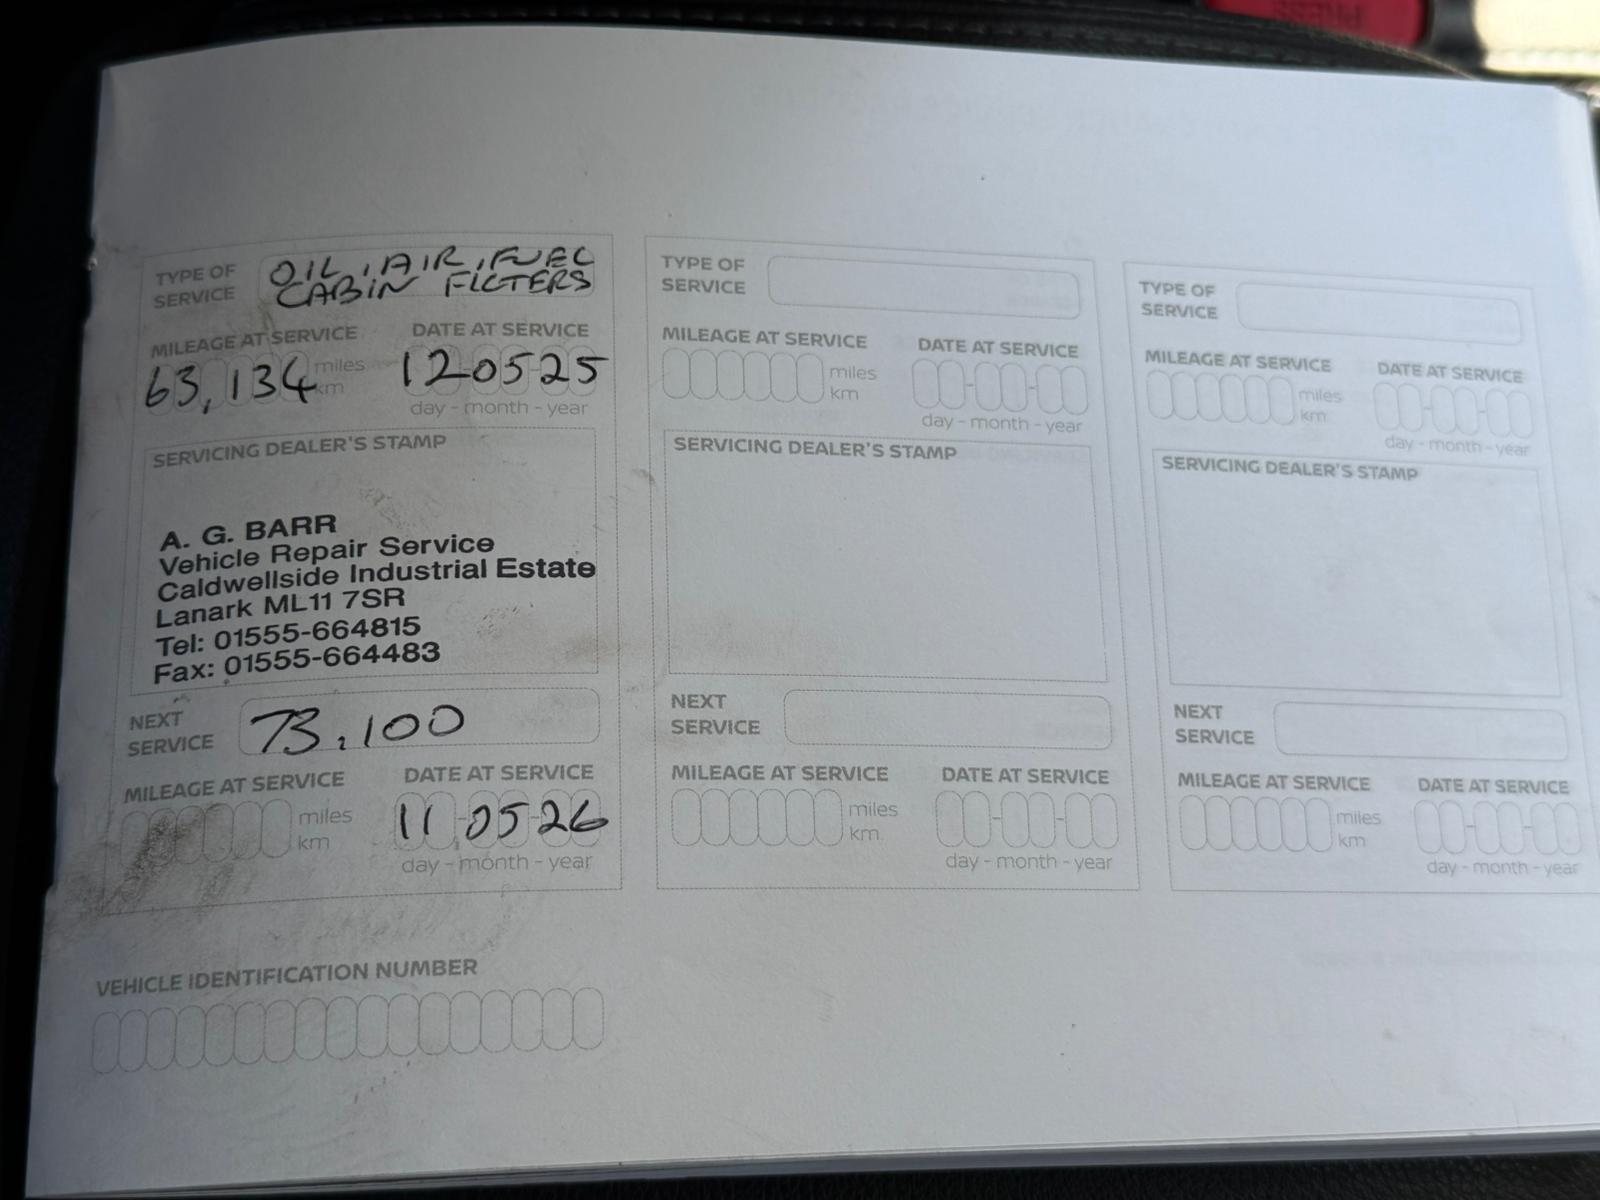 TYPE OF
SERVICE
OIL, AIR, FUEL
CABIN FILTERS
MILEAGE AT SERVICE
63,134
miles
km
DATE AT SERVICE
120525
day - month - year
SERVICING DEALER'S STAMP
A. G. BARR
Vehicle Repair Service
Caldwellside Industrial Estate
Lanark ML11 7SR
Tel: 01555-664815
Fax: 01555-664483
NEXT
SERVICE
73,100
MILEAGE AT SERVICE
miles
km
DATE AT SERVICE
11-05-26
day - month - year
VEHICLE IDENTIFICATION NUMBER
TYPE OF
SERVICE
MILEAGE AT SERVICE
miles
km
DATE AT SERVICE
day - month - year
SERVICING DEALER'S STAMP
NEXT
SERVICE
MILEAGE AT SERVICE
miles
km
DATE AT SERVICE
day - month - year
TYPE OF
SERVICE
MILEAGE AT SERVICE
miles
km
DATE AT SERVICE
day - month - year
SERVICING DEALER'S STAMP
NEXT
SERVICE
MILEAGE AT SERVICE
miles
km
DATE AT SERVICE
day - month - year